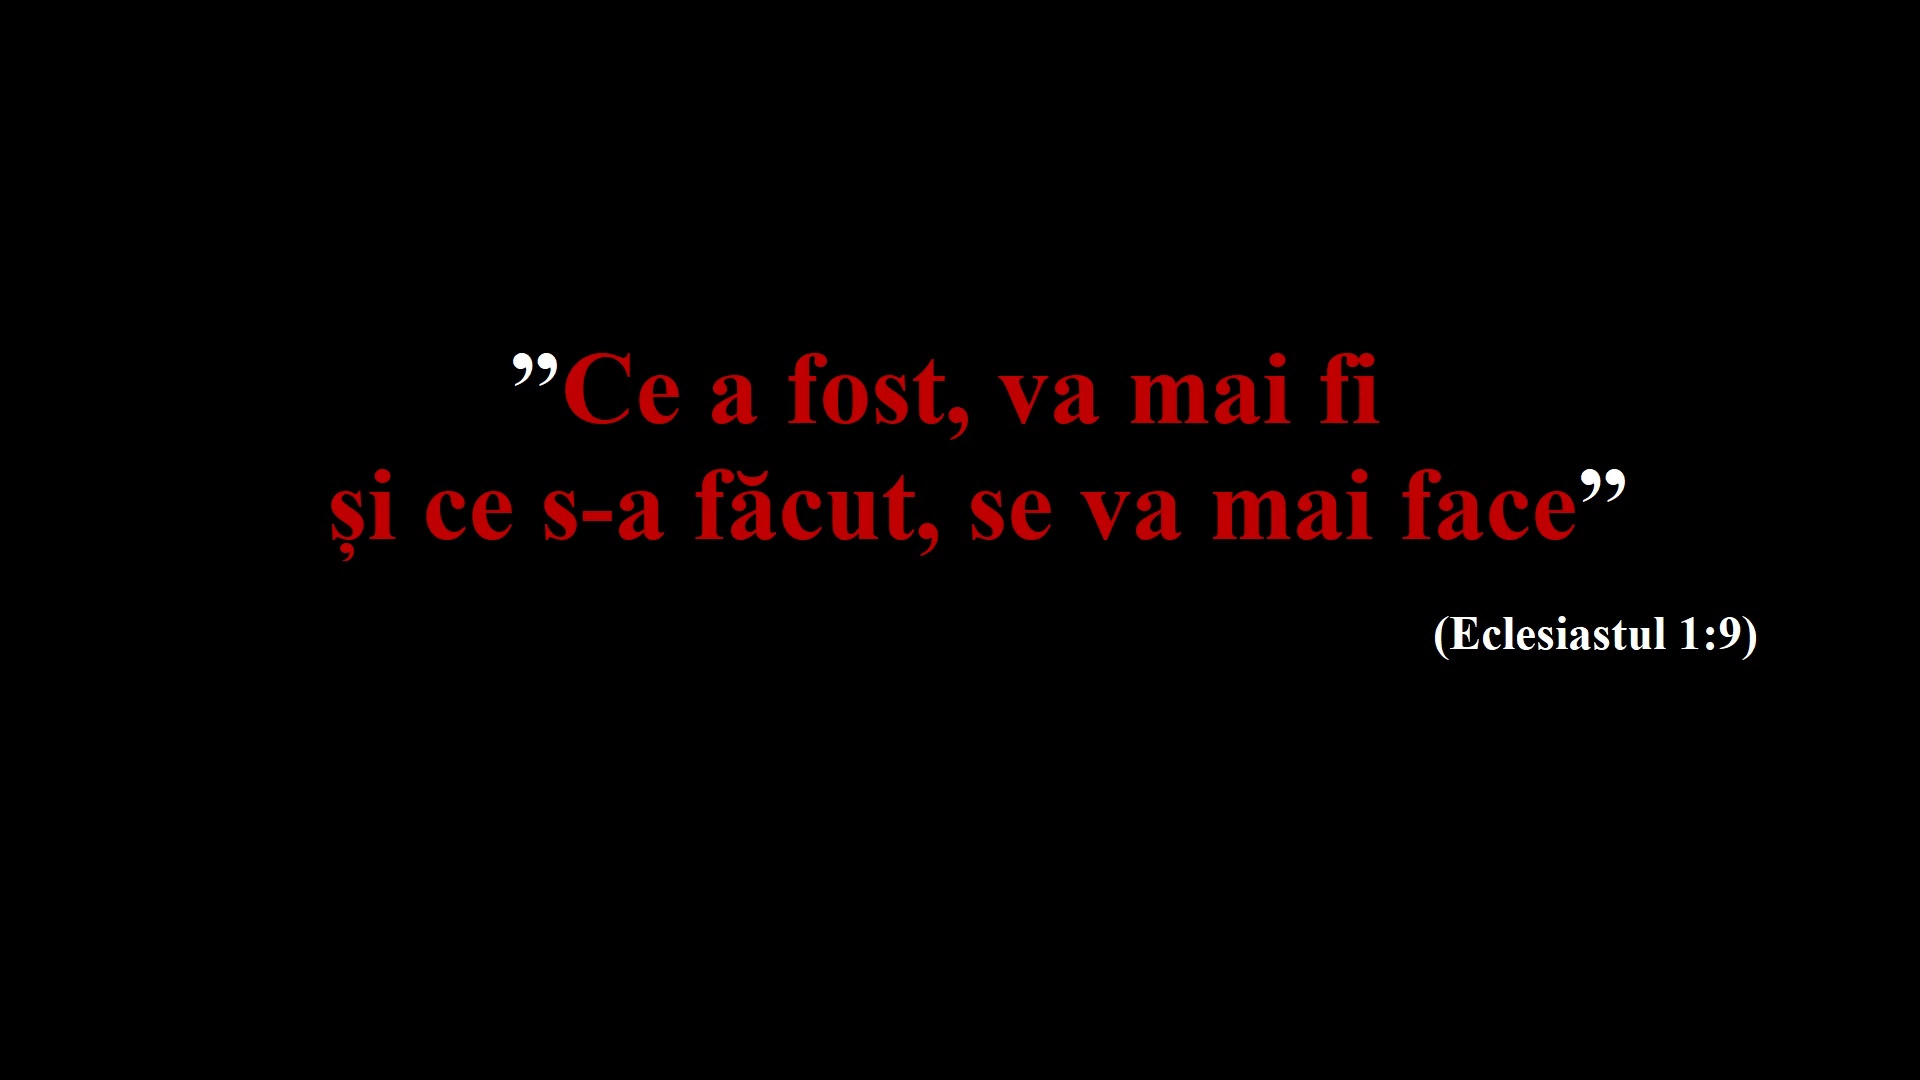 ”Ce a fost, va mai fi
și ce s-a făcut, se va mai face”
(Eclesiastul 1:9)